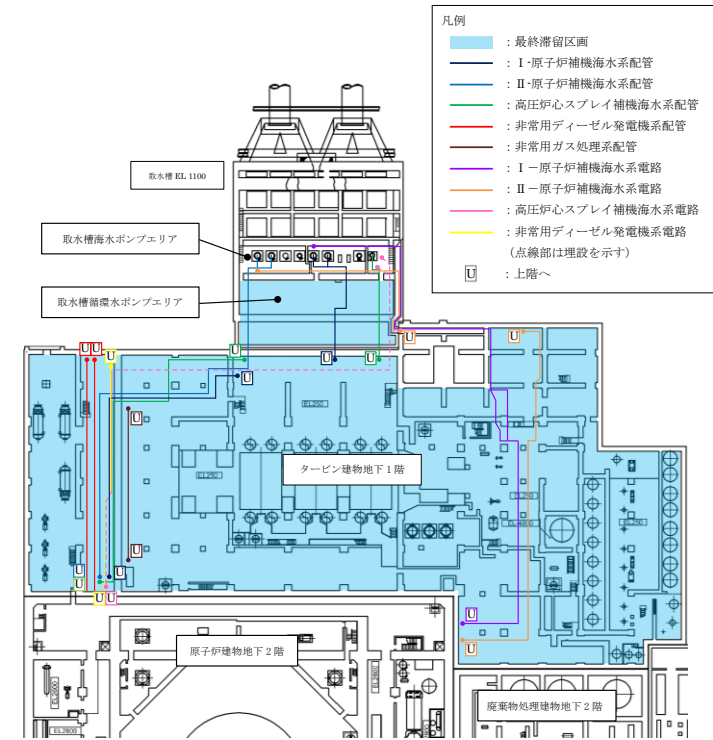 凡例
：最終滞留区画
：Ⅰ-原子炉補機海水系配管
：Ⅱ-原子炉補機海水系配管
：高圧炉心スプレイ補機海水系配管
：非常用ディーゼル発電機系配管
：非常用ガス処理系配管
：Ⅰ－原子炉補機海水系電路
：Ⅱ－原子炉補機海水系電路
：高圧炉心スプレイ補機海水系電路
：非常用ディーゼル発電機系電路
（点線部は埋設を示す）
U ：上階へ
取水槽 EL 1100
取水槽海水ポンプエリア
取水槽循環水ポンプエリア
U
U
U U
U
U
U
U
U
U
EL250
タービン建物地下1階
EL250
EL250
EL250
U
U
U
U
U
U U
U
U
原子炉建物地下2階
廃棄物処理建物地下2階
EL2600
EL2800
EL2600